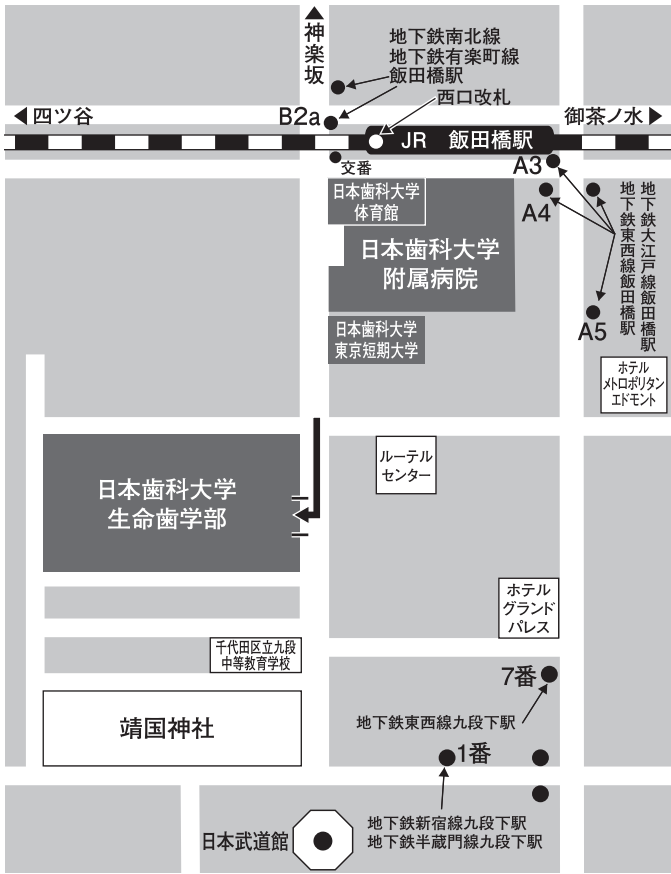 神楽坂
地下鉄南北線
地下鉄有楽町線
飯田橋駅
四ツ谷
B2a
西口改札
御茶ノ水
JR 飯田橋駅
交番
A3
日本歯科大学
体育館
A4
地下鉄大江戸線飯田橋駅
地下鉄東西線飯田橋駅
日本歯科大学
附属病院
A5
日本歯科大学
東京短期大学
ホテル
メトロポリタン
エドモント
ルーテル
センター
日本歯科大学
生命歯学部
ホテル
グランド
パレス
千代田区立九段
中等教育学校
7番
靖国神社
地下鉄東西線九段下駅
1番
地下鉄新宿線九段下駅
地下鉄半蔵門線九段下駅
日本武道館